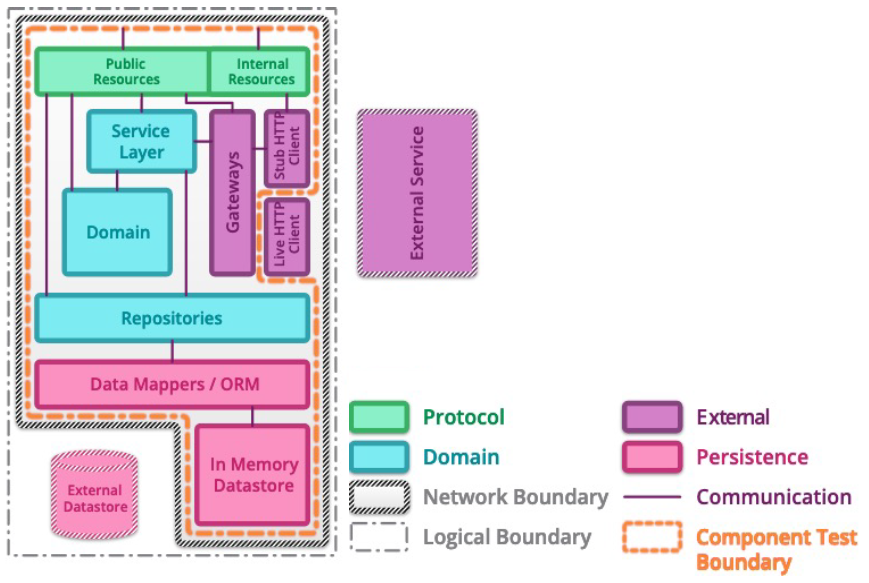 Public
Resources
Internal
Resources
Service
Layer
Gateways
Stub HTTP
Client
Domain
Live HTTP
Client
External Service
Repositories
Data Mappers / ORM
In Memory
Datastore
External
Datastore
Protocol
External
Domain
Persistence
Network Boundary
Communication
Logical Boundary
Component Test
Boundary